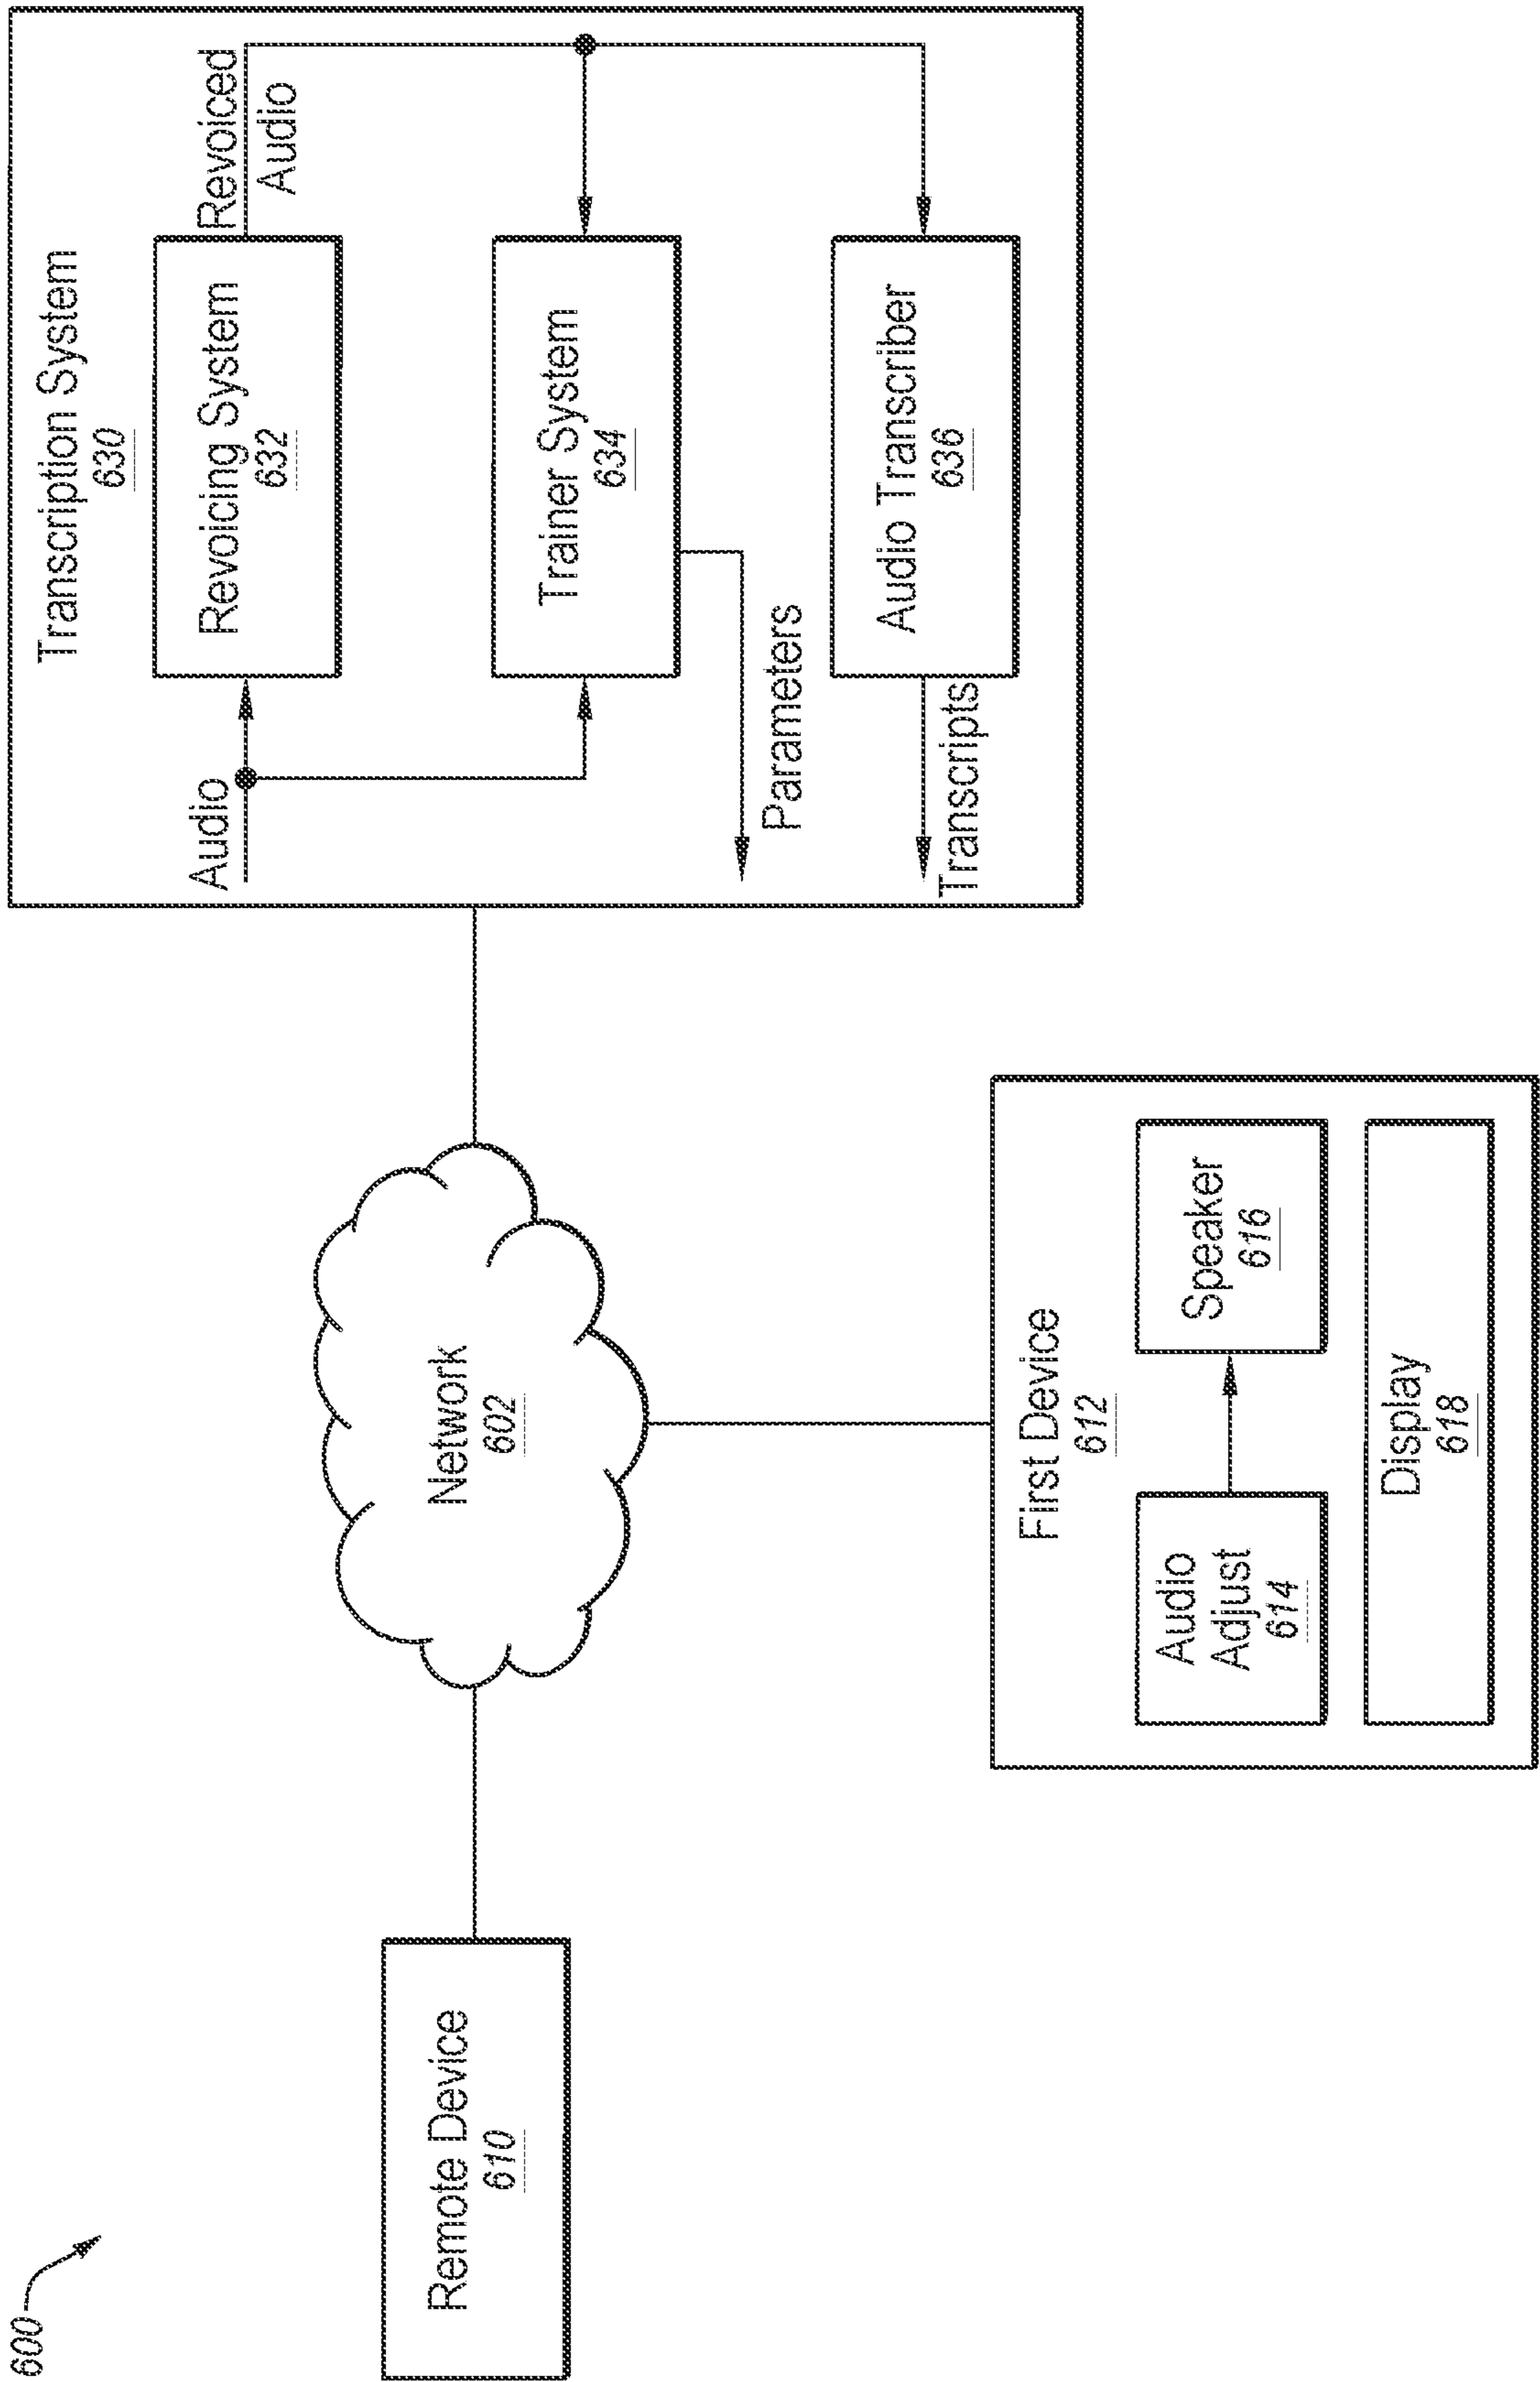 600
Remote Device
610
Network
602
First Device
612
Audio
Adjust
614
Speaker
616
Display
618
Transcription System
630
Audio
Revoicing System
632
Revoiced
Audio
Trainer System
634
Parameters
Audio Transcriber
636
Transcripts